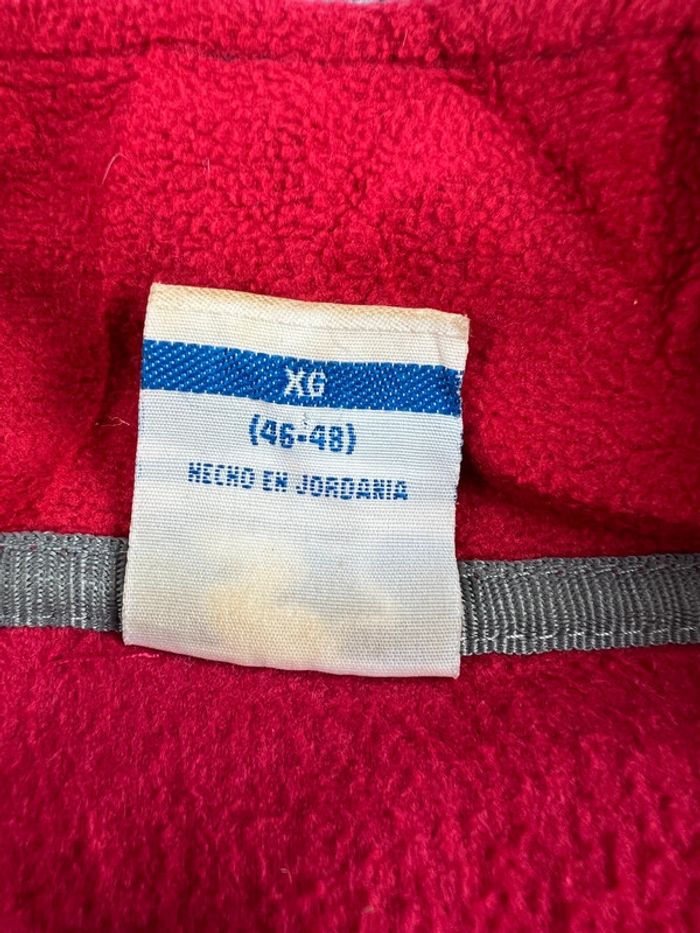 XG
(46-48)
HECHO EN JORDANIA